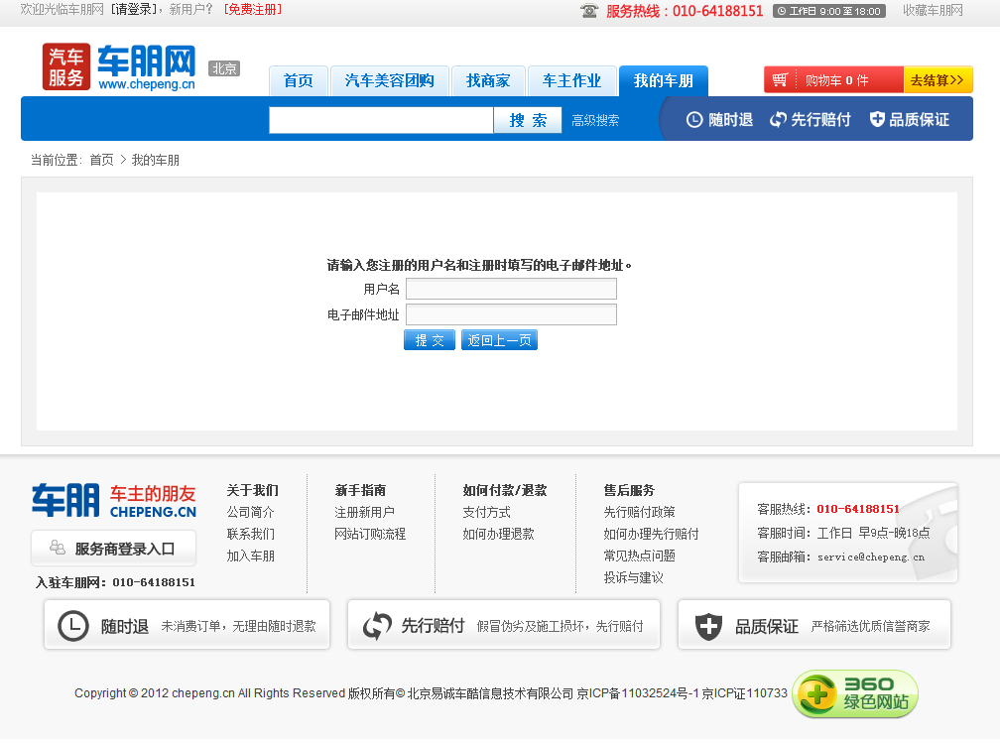 欢迎光临车朋网 [请登录]，新用户？ [免费注册]
服务热线：010-64188151 工作日 9:00 至 18:00 收藏车朋网
汽车服务 车朋网 www.chepeng.cn 北京
首页 汽车美容团购 找商家 车主作业 我的车朋
购物车 0 件 去结算>>
搜 索 高级搜索
随时退 先行赔付 品质保证
当前位置: 首页 > 我的车朋
请输入您注册的用户名和注册时填写的电子邮件地址。
用户名
电子邮件地址
提 交 返回上一页
车朋 车主的朋友 CHEPENG.CN
服务商登录入口
入驻车朋网：010-64188151
关于我们
公司简介
联系我们
加入车朋
新手指南
注册新用户
网站订购流程
如何付款/退款
支付方式
如何办理退款
售后服务
先行赔付政策
如何办理先行赔付
常见热点问题
投诉与建议
客服热线：010-64188151
客服时间：工作日 早9点-晚18点
客服邮箱：service@chepeng.cn
随时退 未消费订单，无理由随时退款
先行赔付 假冒伪劣及施工损坏，先行赔付
品质保证 严格筛选优质信誉商家
Copyright © 2012 chepeng.cn All Rights Reserved 版权所有© 北京易诚车酷信息技术有限公司 京ICP备11032524号-1 京ICP证110733
360 绿色网站